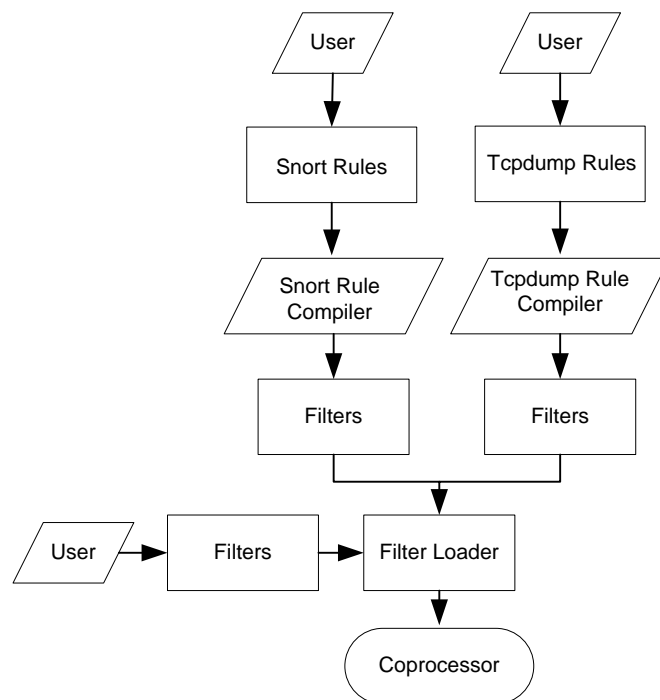 User
User
Snort Rules
Tcpdump Rules
Snort Rule
Compiler
Tcpdump Rule
Compiler
Filters
Filters
User
Filters
Filter Loader
Coprocessor